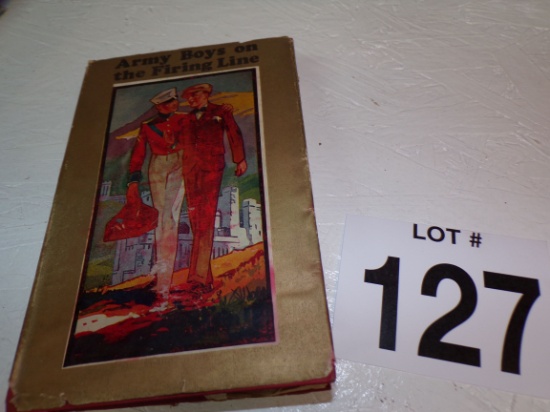 Army Boys on
the Firing Line
LOT #
127